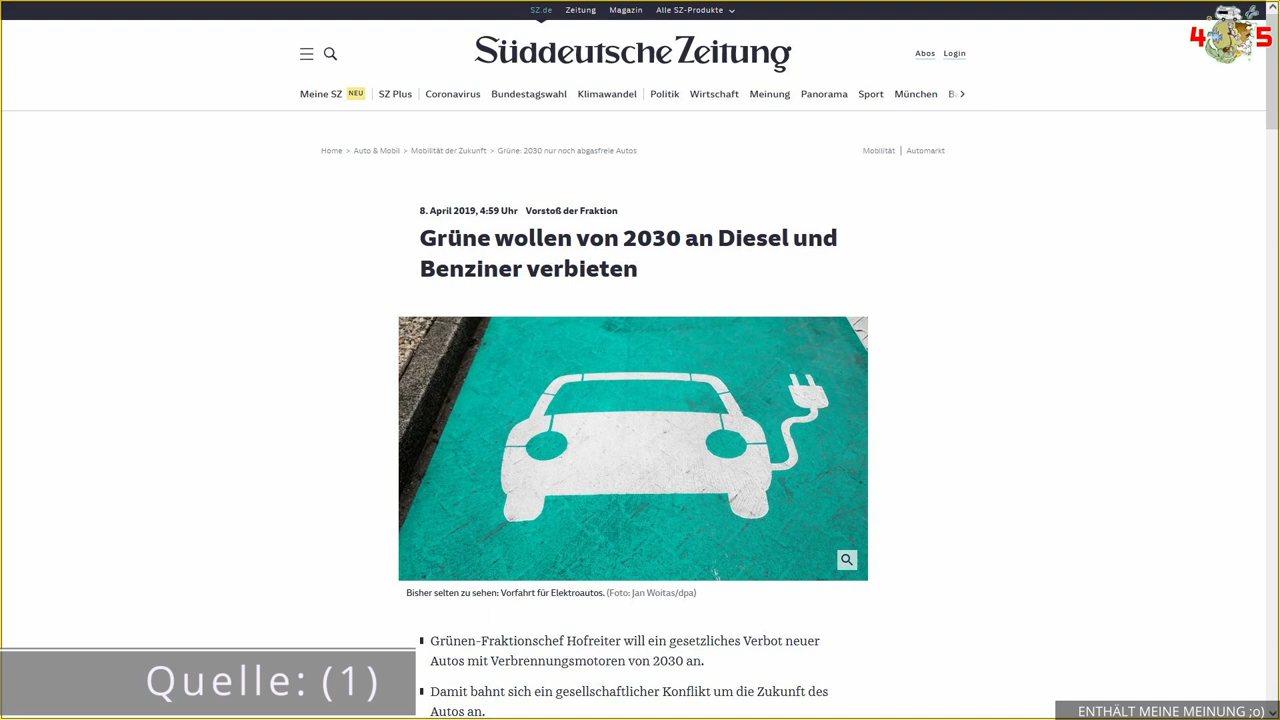 SZ.de Zeitung Magazin Alle SZ-Produkte
Süddeutsche Zeitung
Abos Login
4 5
Meine SZ NEU SZ Plus Coronavirus Bundestagswahl Klimawandel Politik Wirtschaft Meinung Panorama Sport München
Home > Auto & Mobil > Mobilität der Zukunft > Grüne: 2030 nur noch abgasfreie Autos
Mobilität | Automarkt
8. April 2019, 4:59 Uhr Vorstoß der Fraktion
Grüne wollen von 2030 an Diesel und
Benziner verbieten
Bisher selten zu sehen: Vorfahrt für Elektroautos. (Foto: Jan Woitas/dpa)
Grünen-Fraktionschef Hofreiter will ein gesetzliches Verbot neuer
Autos mit Verbrennungsmotoren von 2030 an.
Damit bahnt sich ein gesellschaftlicher Konflikt um die Zukunft des
Autos an.
Quelle: (1)
ENTHÄLT MEINE MEINUNG ;o)